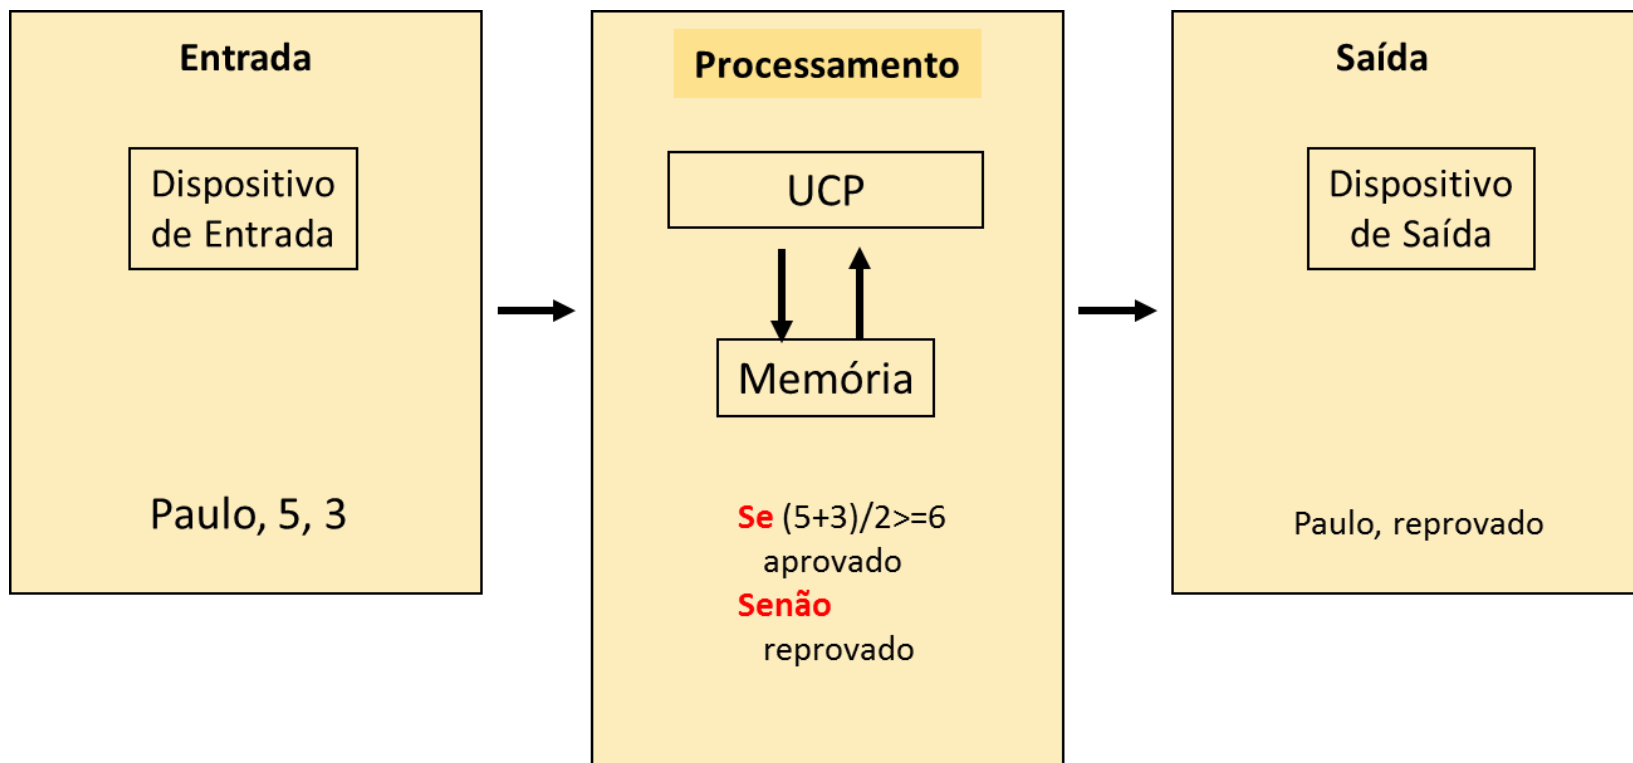 Entrada
Dispositivo
de Entrada
Paulo, 5, 3
Processamento
UCP
Memória
Se (5+3)/2>=6
aprovado
Senão
reprovado
Saída
Dispositivo
de Saída
Paulo, reprovado